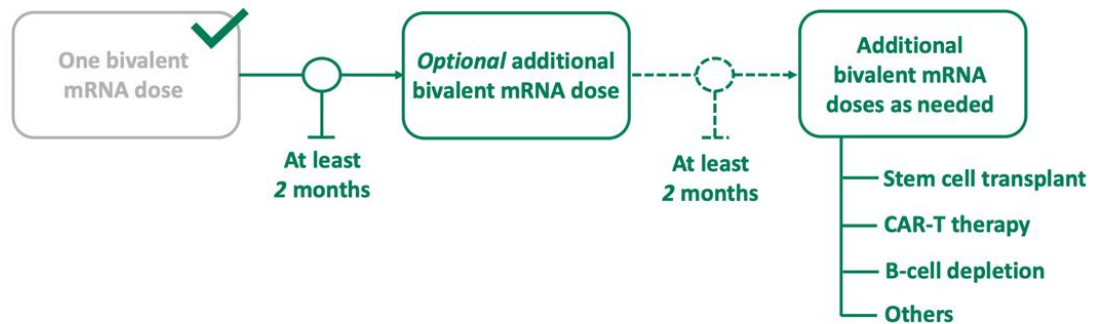 One bivalent
mRNA dose
At least
2 months
Optional additional
bivalent mRNA dose
At least
2 months
Additional
bivalent mRNA
doses as needed
Stem cell transplant
CAR-T therapy
B-cell depletion
Others